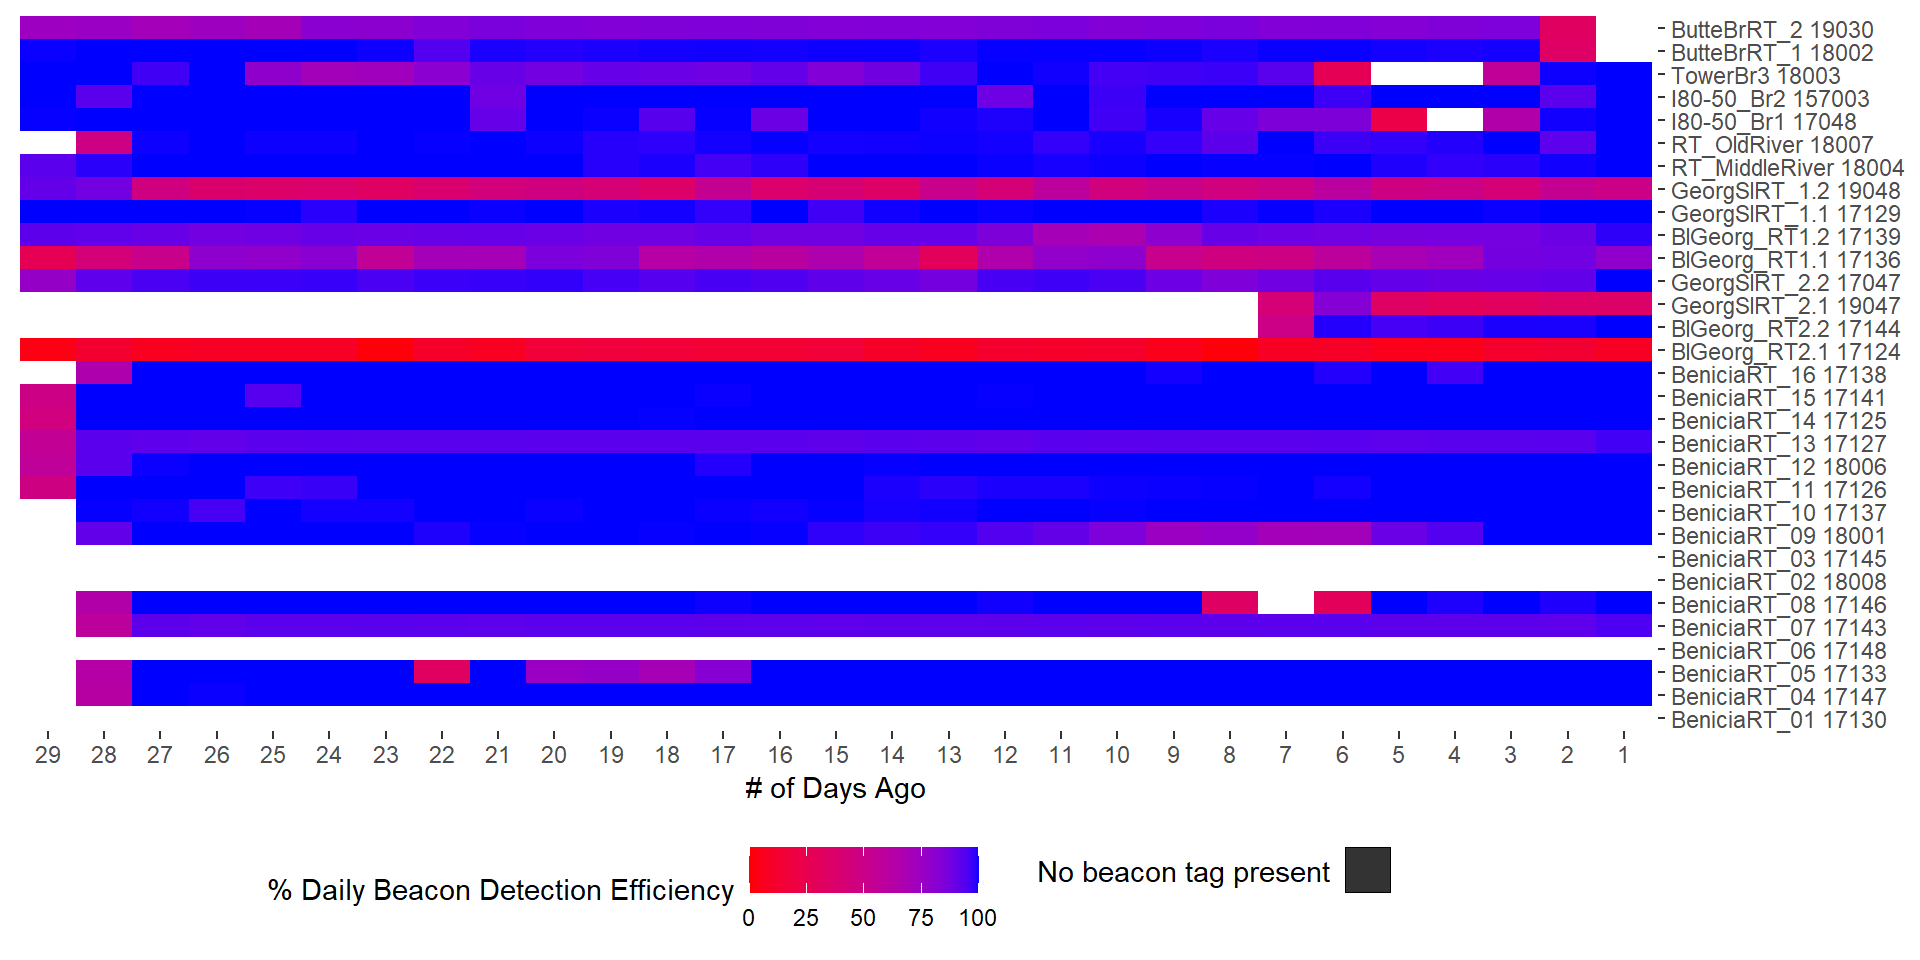 ButteBrRT_2 19030
ButteBrRT_1 18002
TowerBr3 18003
I80-50_Br2 157003
I80-50_Br1 17048
RT_OldRiver 18007
RT_MiddleRiver 18004
GeorgSlRT_1.2 19048
GeorgSlRT_1.1 17129
BlGeorg_RT1.2 17139
BlGeorg_RT1.1 17136
GeorgSlRT_2.2 17047
GeorgSlRT_2.1 19047
BlGeorg_RT2.2 17144
BlGeorg_RT2.1 17124
BeniciaRT_16 17138
BeniciaRT_15 17141
BeniciaRT_14 17125
BeniciaRT_13 17127
BeniciaRT_12 18006
BeniciaRT_11 17126
BeniciaRT_10 17137
BeniciaRT_09 18001
BeniciaRT_03 17145
BeniciaRT_02 18008
BeniciaRT_08 17146
BeniciaRT_07 17143
BeniciaRT_06 17148
BeniciaRT_05 17133
BeniciaRT_04 17147
BeniciaRT_01 17130
29 28 27 26 25 24 23 22 21 20 19 18 17 16 15 14 13 12 11 10 9 8 7 6 5 4 3 2 1
# of Days Ago
% Daily Beacon Detection Efficiency
0 25 50 75 100
No beacon tag present